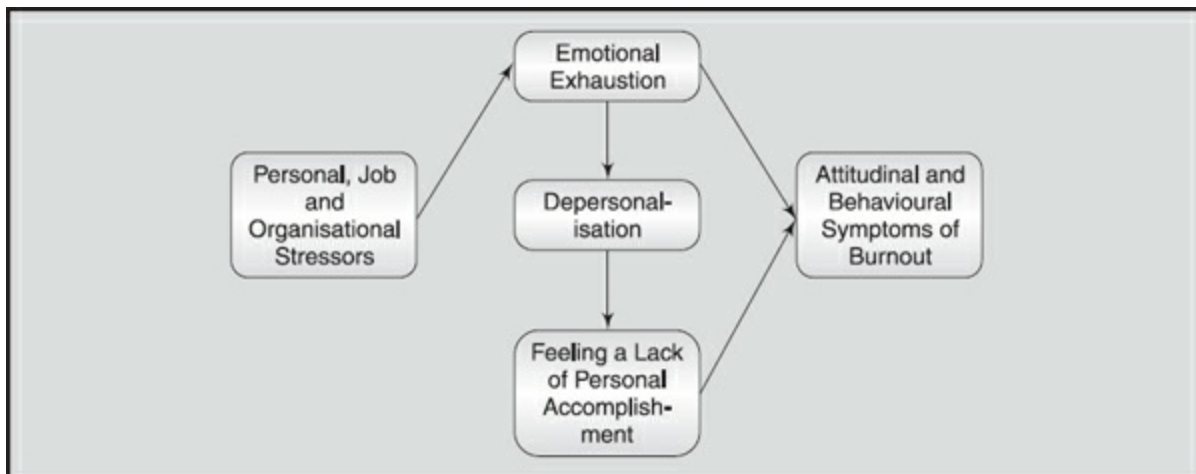 Emotional
Exhaustion
Personal, Job
and
Organisational
Stressors
Depersonal-
isation
Attitudinal and
Behavioural
Symptoms of
Burnout
Feeling a Lack
of Personal
Accomplish-
ment